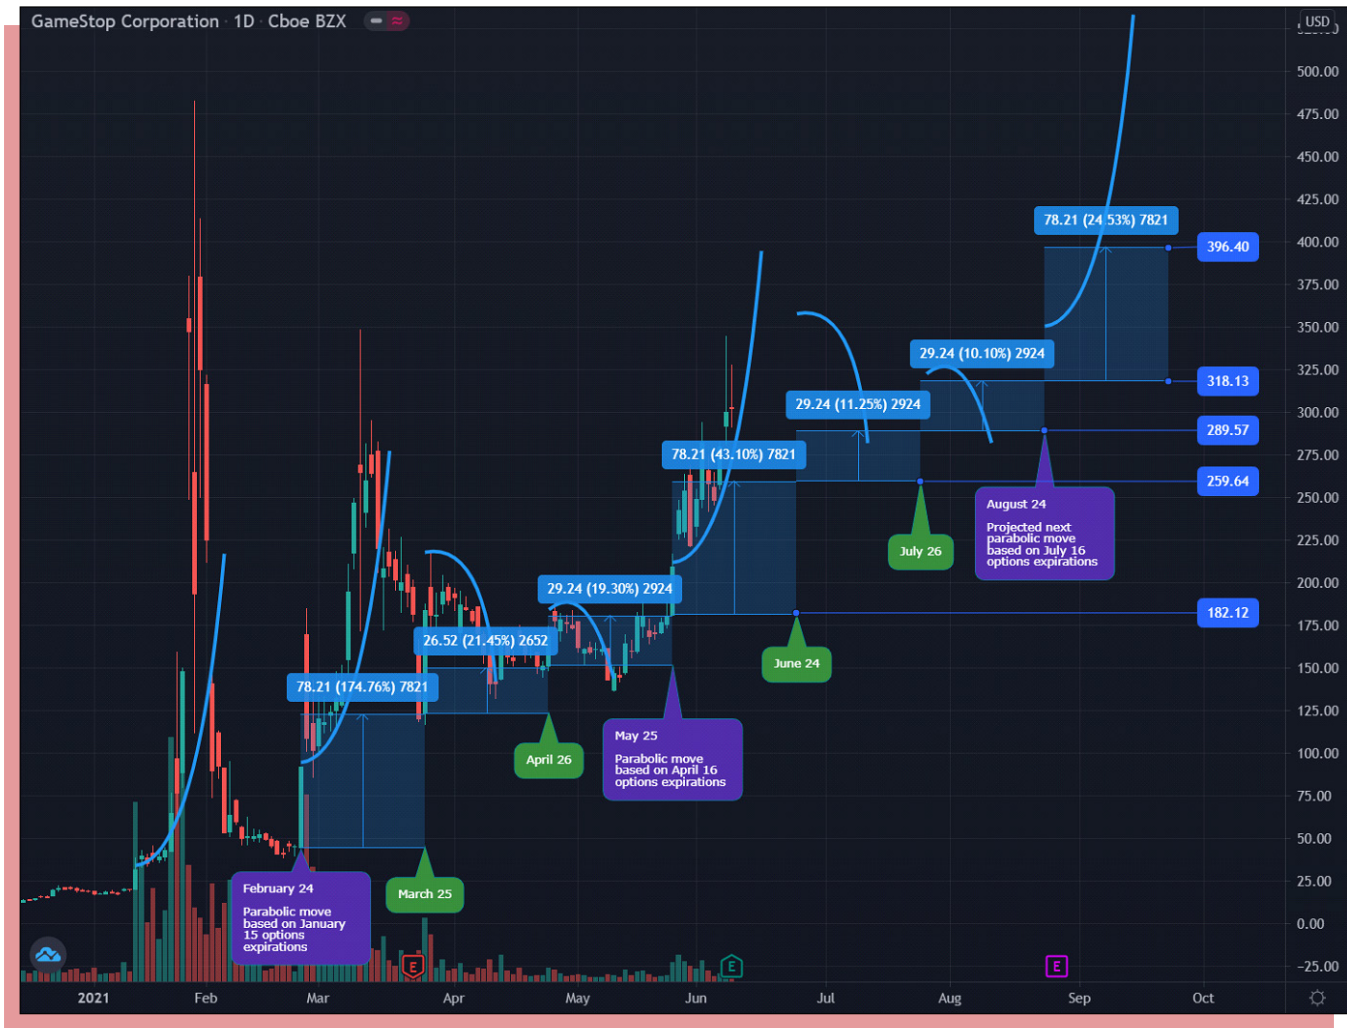 GameStop Corporation · 1D · Cboe BZX
USD
500.00
475.00
450.00
425.00
400.00
375.00
350.00
325.00
300.00
275.00
250.00
225.00
200.00
175.00
150.00
125.00
100.00
75.00
50.00
25.00
0.00
−25.00
78.21 (24.53%) 7821
396.40
29.24 (10.10%) 2924
318.13
29.24 (11.25%) 2924
289.57
78.21 (43.10%) 7821
259.64
August 24
Projected next
parabolic move
based on July 16
options expirations
July 26
29.24 (19.30%) 2924
182.12
26.52 (21.45%) 2652
June 24
78.21 (174.76%) 7821
May 25
Parabolic move
based on April 16
options expirations
April 26
February 24
Parabolic move
based on January
15 options
expirations
March 25
E
E
E
2021
Feb
Mar
Apr
May
Jun
Jul
Aug
Sep
Oct